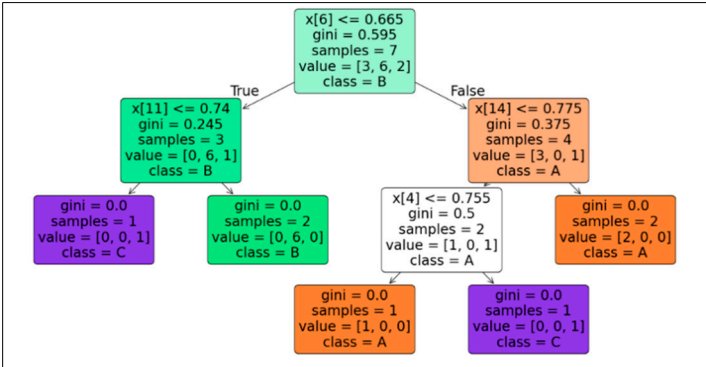 x[6] <= 0.665
gini = 0.595
samples = 7
value = [3, 6, 2]
class = B
True
False
x[11] <= 0.74
gini = 0.245
samples = 3
value = [0, 6, 1]
class = B
x[14] <= 0.775
gini = 0.375
samples = 4
value = [3, 0, 1]
class = A
gini = 0.0
samples = 1
value = [0, 0, 1]
class = C
gini = 0.0
samples = 2
value = [0, 6, 0]
class = B
x[4] <= 0.755
gini = 0.5
samples = 2
value = [1, 0, 1]
class = A
gini = 0.0
samples = 2
value = [2, 0, 0]
class = A
gini = 0.0
samples = 1
value = [1, 0, 0]
class = A
gini = 0.0
samples = 1
value = [0, 0, 1]
class = C